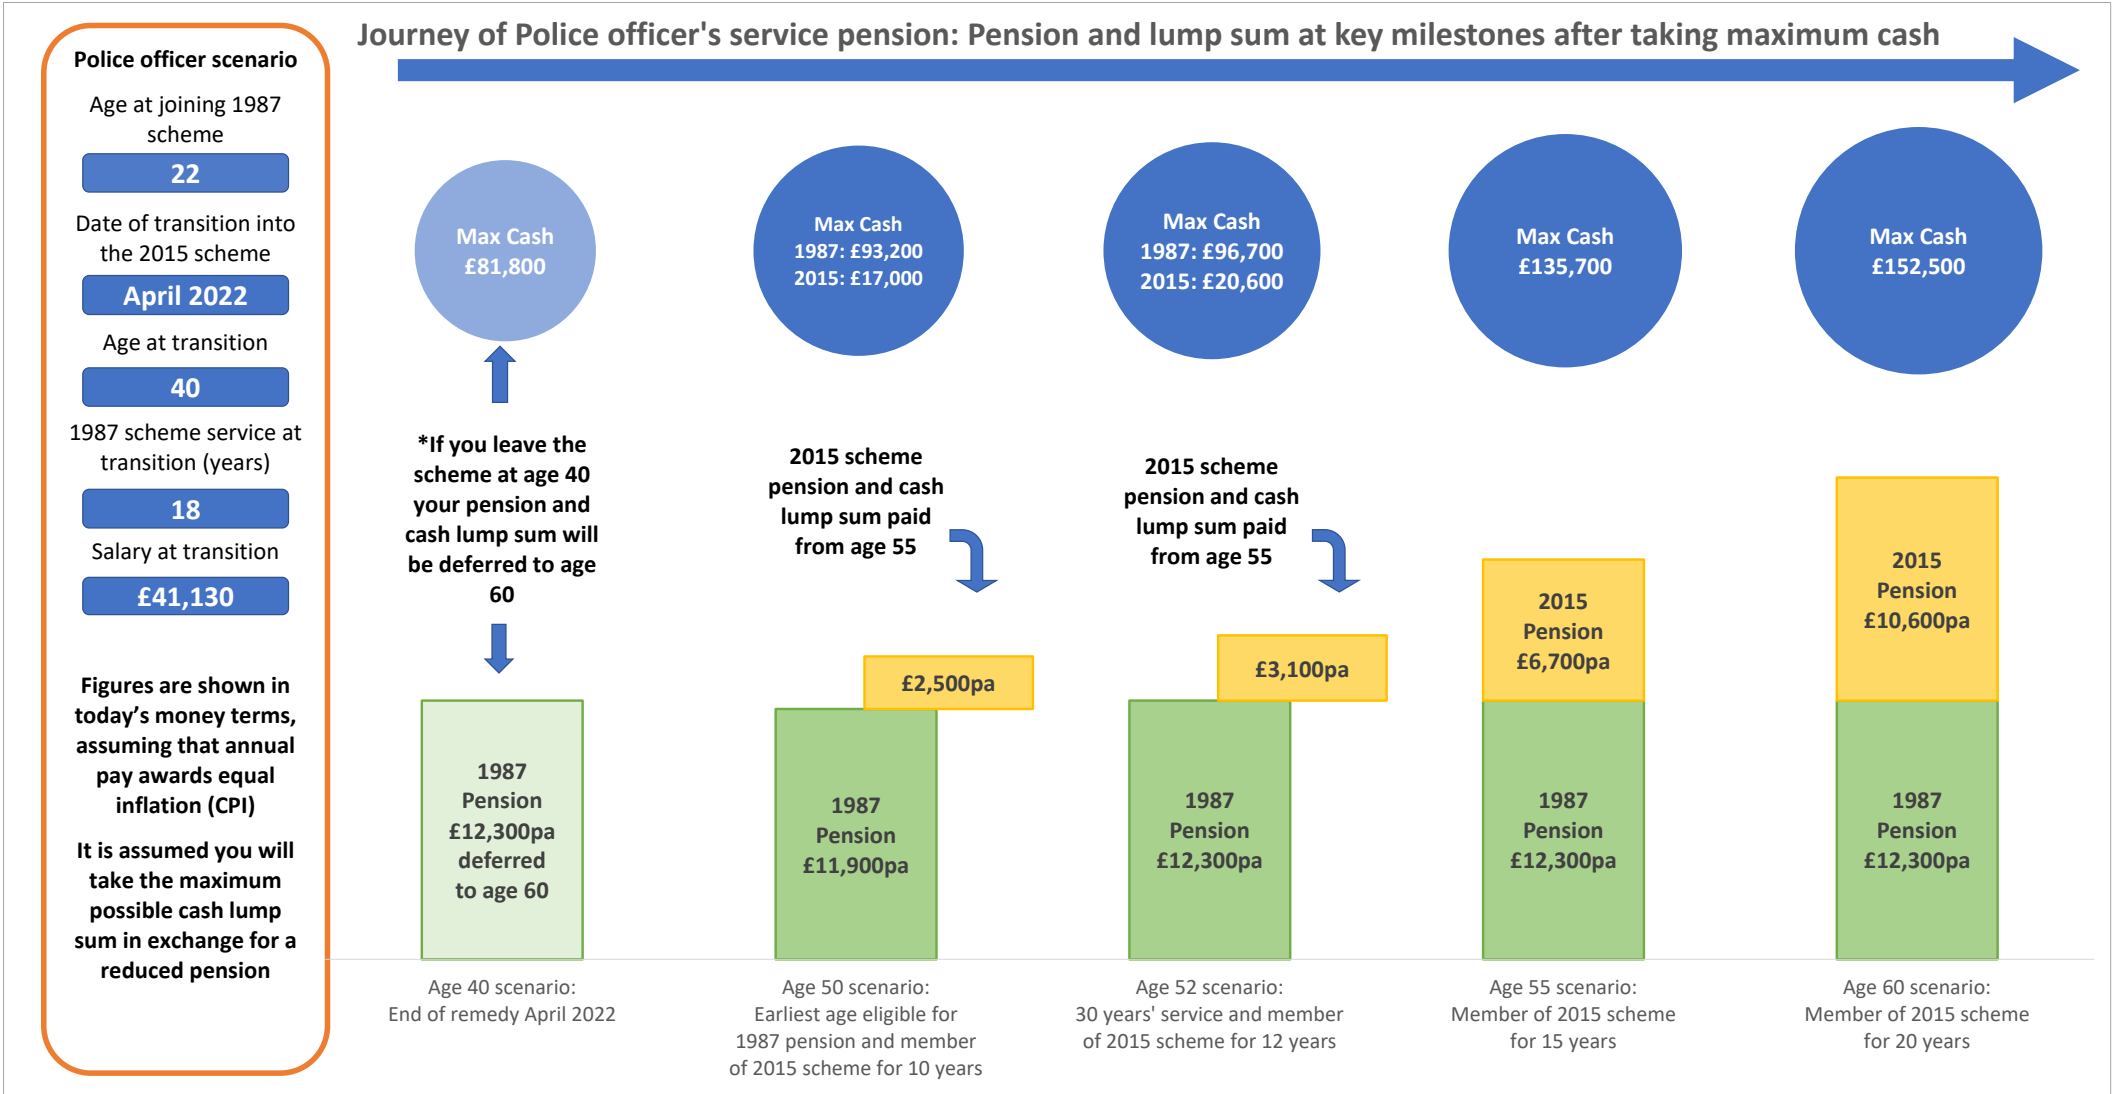 Journey of Police officer's service pension: Pension and lump sum at key milestones after taking maximum cash
Police officer scenario
Age at joining 1987
scheme
22
Date of transition into
the 2015 scheme
April 2022
Age at transition
40
1987 scheme service at
transition (years)
18
Salary at transition
£41,130
Figures are shown in
today’s money terms,
assuming that annual
pay awards equal
inflation (CPI)
It is assumed you will
take the maximum
possible cash lump
sum in exchange for a
reduced pension
Max Cash
£81,800
*If you leave the
scheme at age 40
your pension and
cash lump sum will
be deferred to age
60
1987
Pension
£12,300pa
deferred
to age 60
Age 40 scenario:
End of remedy April 2022
Max Cash
1987: £93,200
2015: £17,000
2015 scheme
pension and cash
lump sum paid
from age 55
£2,500pa
1987
Pension
£11,900pa
Age 50 scenario:
Earliest age eligible for
1987 pension and member
of 2015 scheme for 10 years
Max Cash
1987: £96,700
2015: £20,600
2015 scheme
pension and cash
lump sum paid
from age 55
£3,100pa
1987
Pension
£12,300pa
Age 52 scenario:
30 years' service and member
of 2015 scheme for 12 years
Max Cash
£135,700
2015
Pension
£6,700pa
1987
Pension
£12,300pa
Age 55 scenario:
Member of 2015 scheme
for 15 years
Max Cash
£152,500
2015
Pension
£10,600pa
1987
Pension
£12,300pa
Age 60 scenario:
Member of 2015 scheme
for 20 years